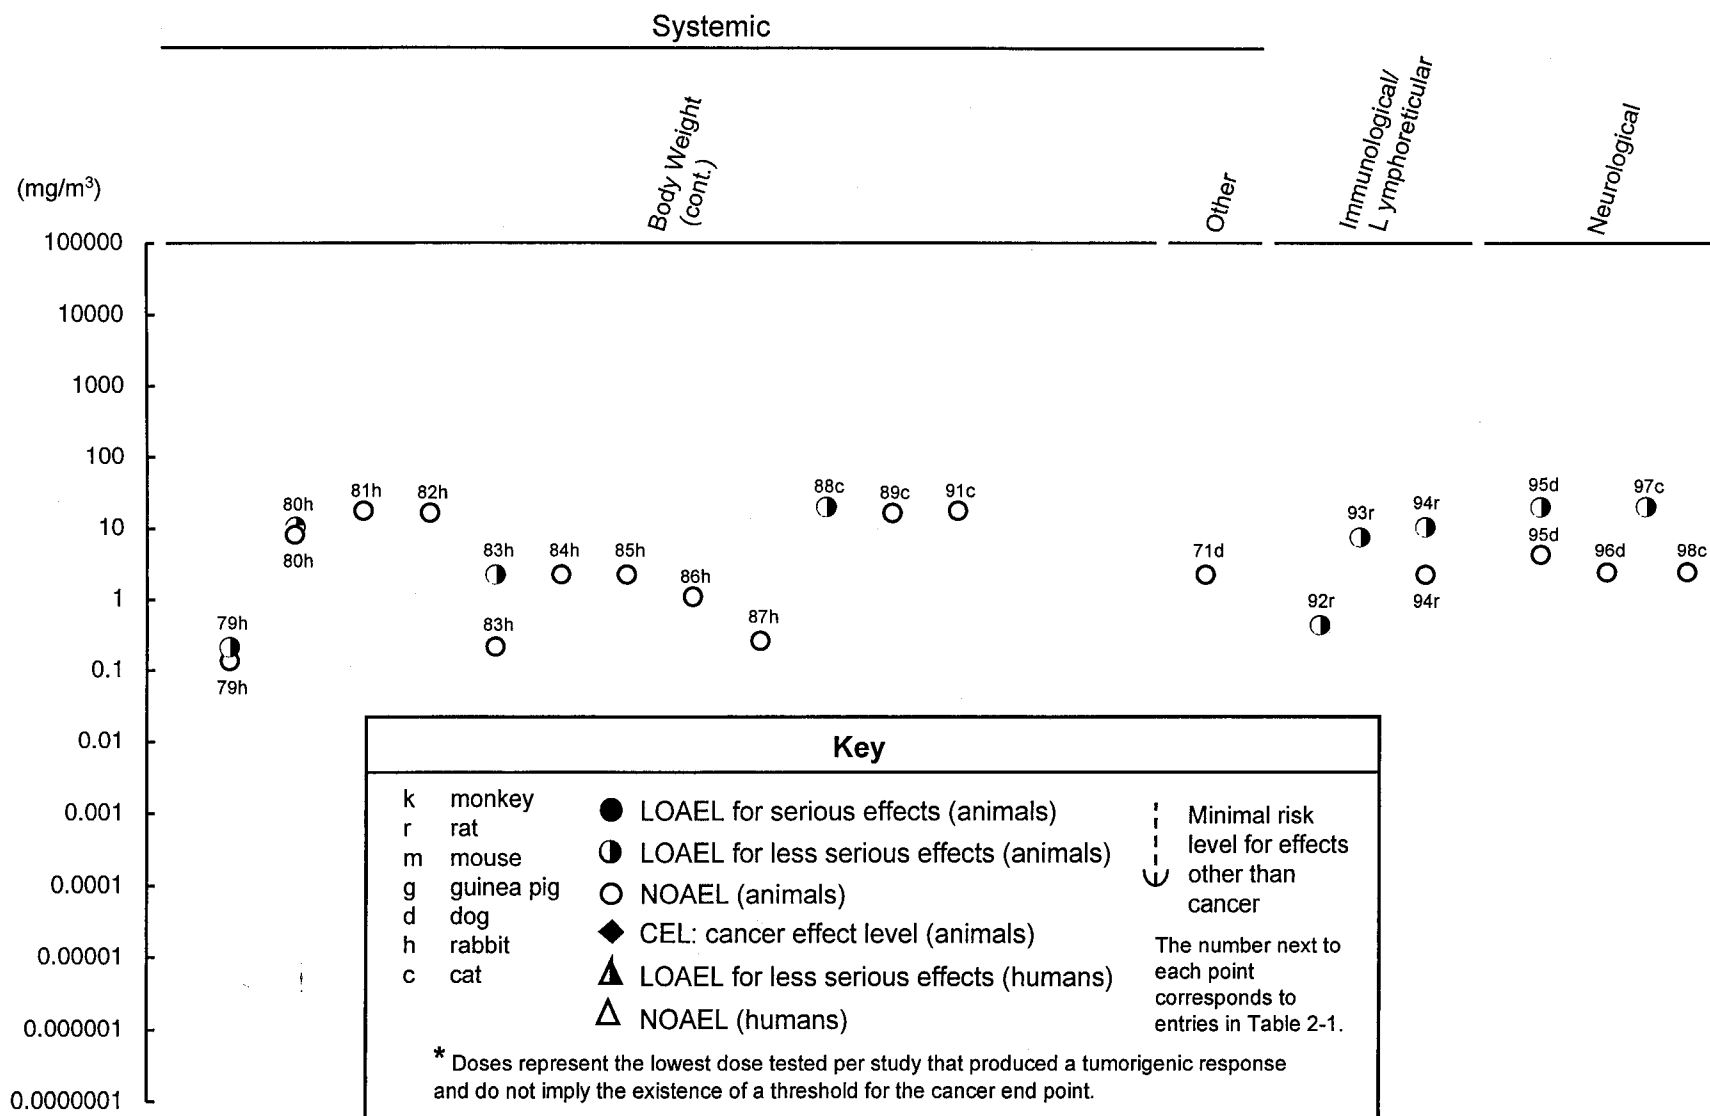 Systemic
Body Weight
(cont.)
Other
Immunological/
L ymphoreticular
Neurological
(mg/m³)
100000
10000
1000
100
10
1
0.1
0.01
0.001
0.0001
0.00001
0.000001
0.0000001
79h
79h
80h
80h
81h
82h
83h
83h
84h
85h
86h
87h
88c
89c
91c
71d
92r
93r
94r
94r
95d
95d
96d
97c
98c
Key
k monkey
r rat
m mouse
g guinea pig
d dog
h rabbit
c cat
LOAEL for serious effects (animals)
LOAEL for less serious effects (animals)
NOAEL (animals)
CEL: cancer effect level (animals)
LOAEL for less serious effects (humans)
NOAEL (humans)
Minimal risk
level for effects
other than
cancer
The number next to
each point
corresponds to
entries in Table 2-1.
* Doses represent the lowest dose tested per study that produced a tumorigenic response
and do not imply the existence of a threshold for the cancer end point.